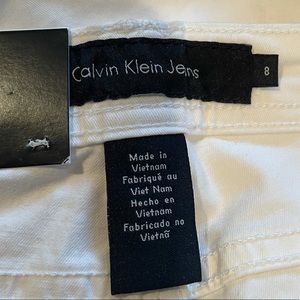 Calvin Klein Jeans
8
Made in
Vietnam
Fabriqué au
Viet Nam
Hecho en
Vietnam
Fabricado no
Vietnã